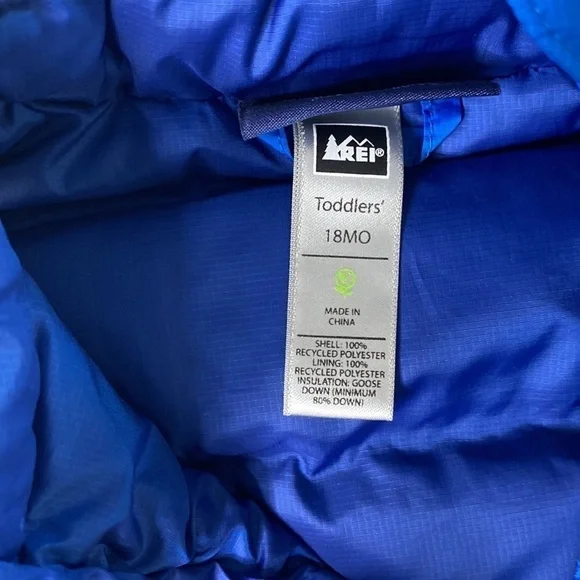 REI®
Toddlers'
18MO
MADE IN
CHINA
SHELL: 100%
RECYCLED POLYESTER
LINING: 100%
RECYCLED POLYESTER
INSULATION: GOOSE
DOWN (MINIMUM
80% DOWN)